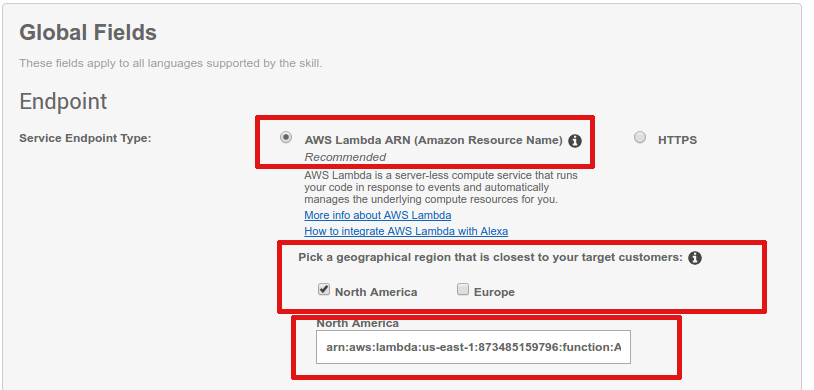 Global Fields
These fields apply to all languages supported by the skill.
Endpoint
Service Endpoint Type:
AWS Lambda ARN (Amazon Resource Name) HTTPS
Recommended
AWS Lambda is a server-less compute service that runs
your code in response to events and automatically
manages the underlying compute resources for you.
More info about AWS Lambda
How to integrate AWS Lambda with Alexa
Pick a geographical region that is closest to your target customers:
North America Europe
North America
arn:aws:lambda:us-east-1:873485159796:function:A